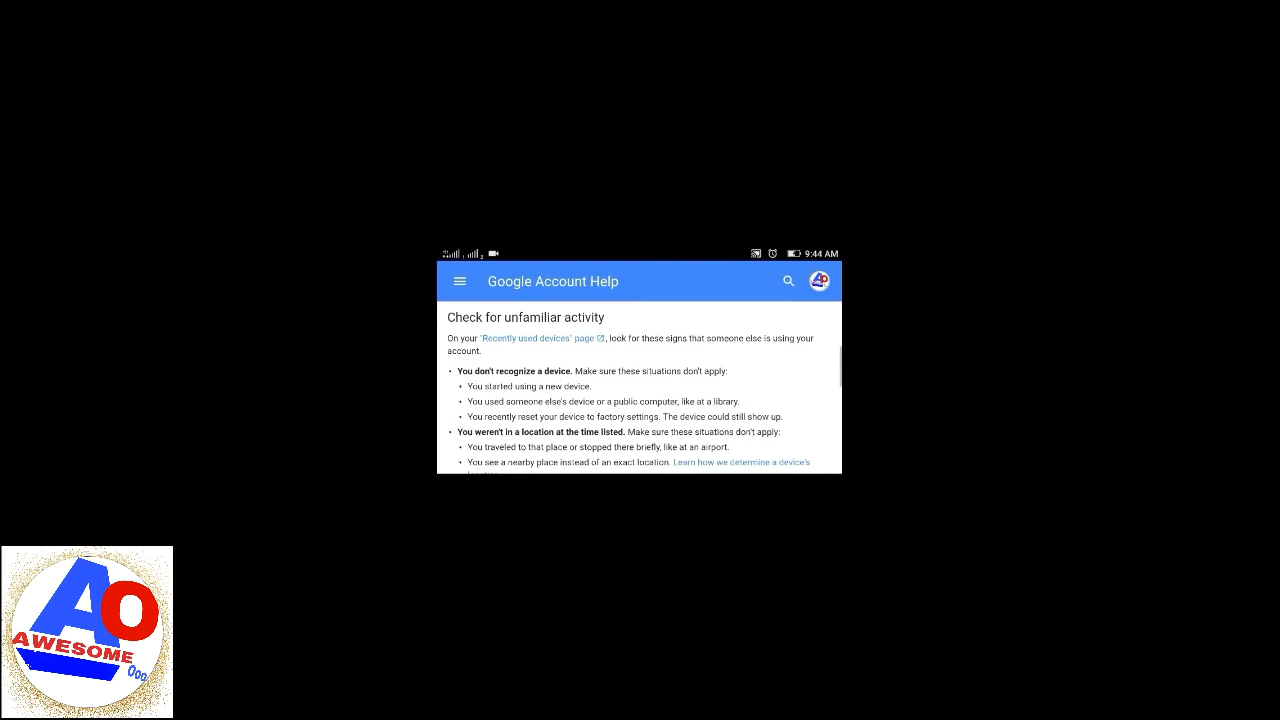 9:44 AM
Google Account Help
Check for unfamiliar activity
On your "Recently used devices" page, look for these signs that someone else is using your
account.
• You don't recognize a device. Make sure these situations don't apply:
• You started using a new device.
• You used someone else's device or a public computer, like at a library.
• You recently reset your device to factory settings. The device could still show up.
• You weren't in a location at the time listed. Make sure these situations don't apply:
• You traveled to that place or stopped there briefly, like at an airport.
• You see a nearby place instead of an exact location. Learn how we determine a device's
AO
AWESOME
Ooo